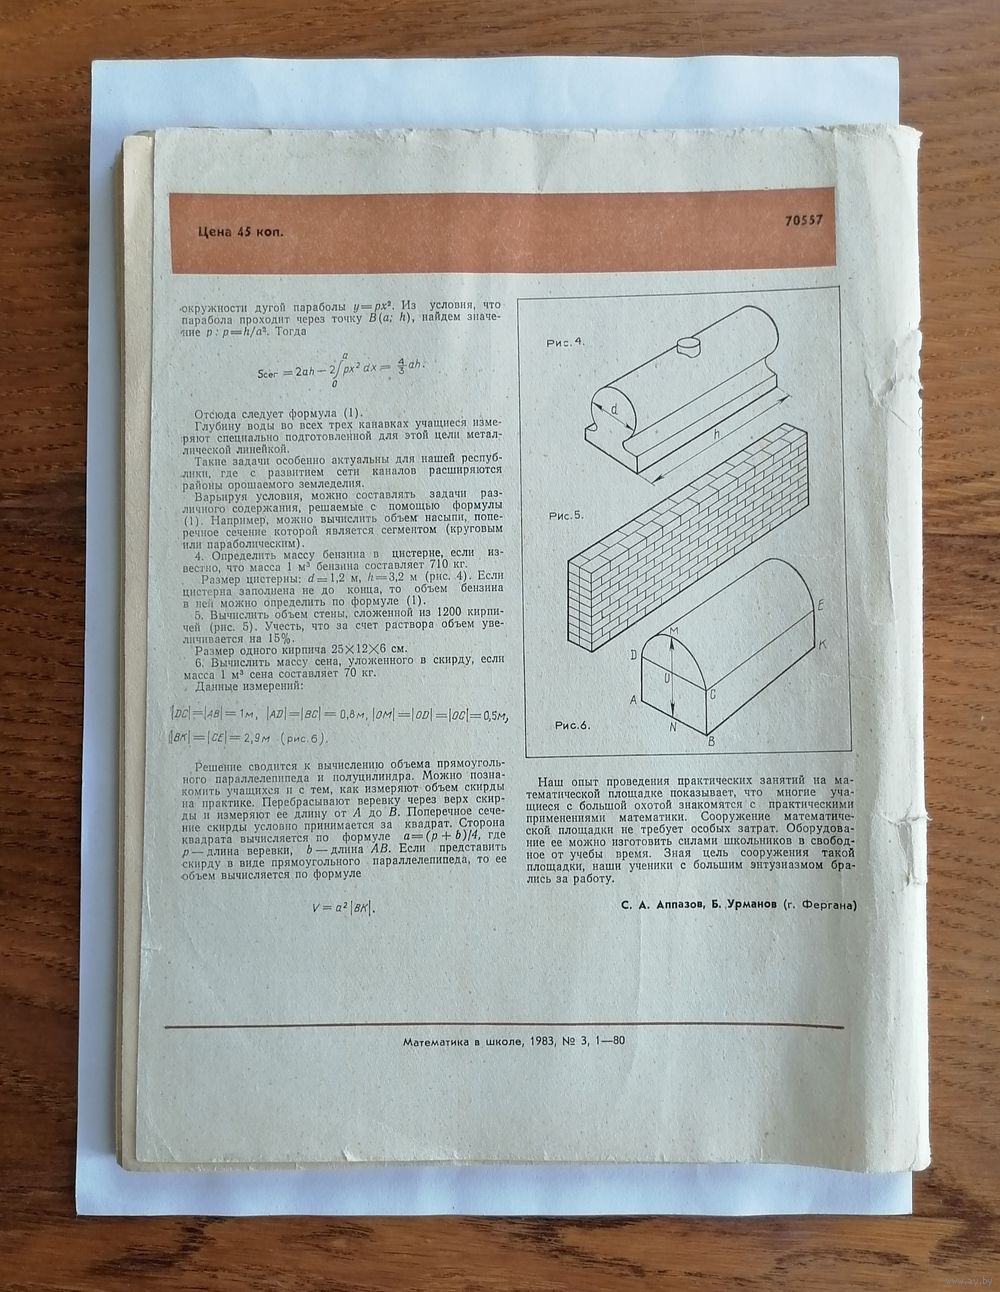 Цена 45 коп.
70557
окружности дугой параболы y=px². Из условия, что
парабола проходит через точку B(a; h), найдем значе-
ние p : p=h/a². Тогда
Sсег = 2ah − 2∫₀ᵃ px² dx = 4/3 ah.
Отсюда следует формула (1).
Глубину воды во всех трех канавках учащиеся изме-
ряют специально подготовленной для этой цели метал-
лической линейкой.
Такие задачи особенно актуальны для нашей респуб-
лики, где с развитием сети каналов расширяются
районы орошаемого земледелия.
Варьируя условия, можно составлять задачи раз-
личного содержания, решаемые с помощью формулы
(1). Например, можно вычислить объем насыпи, попе-
речное сечение которой является сегментом (круговым
или параболическим).
4. Определить массу бензина в цистерне, если из-
вестно, что масса 1 м³ бензина составляет 710 кг.
Размер цистерны: d=1,2 м, h=3,2 м (рис. 4). Если
цистерна заполнена не до конца, то объем бензина
в ней можно определить по формуле (1).
5. Вычислить объем стены, сложенной из 1200 кирпи-
чей (рис. 5). Учесть, что за счет раствора объем уве-
личивается на 15%.
Размер одного кирпича 25×12×6 см.
6. Вычислить массу сена, уложенного в скирду, если
масса 1 м³ сена составляет 70 кг.
Данные измерений:
|DC|=|AB|=1м, |AD|=|BC|=0,8м, |OM|=|OD|=|OC|=0,5м,
|BK|=|CE|=2,9м (рис.6).
Решение сводится к вычислению объема прямоуголь-
ного параллелепипеда и полуцилиндра. Можно позна-
комить учащихся и с тем, как измеряют объем скирды
на практике. Перебрасывают веревку через верх скир-
ды и измеряют ее длину от A до B. Поперечное сече-
ние скирды условно принимается за квадрат. Сторона
квадрата вычисляется по формуле a=(p + b)/4, где
p — длина веревки, b — длина AB. Если представить
скирду в виде прямоугольного параллелепипеда, то ее
объем вычисляется по формуле
V = a²|BK|.
Рис.4.
d
h
Рис.5.
M
E
D
O
K
C
A
N
B
Рис.6.
Наш опыт проведения практических занятий на ма-
тематической площадке показывает, что многие уча-
щиеся с большой охотой знакомятся с практическими
применениями математики. Сооружение математиче-
ской площадки не требует особых затрат. Оборудова-
ние ее можно изготовить силами школьников в свобод-
ное от учебы время. Зная цель сооружения такой
площадки, наши ученики с большим энтузиазмом бра-
лись за работу.
С. А. Аппазов, Б. Урманов (г. Фергана)
Математика в школе, 1983, № 3, 1—80
www.ay.by